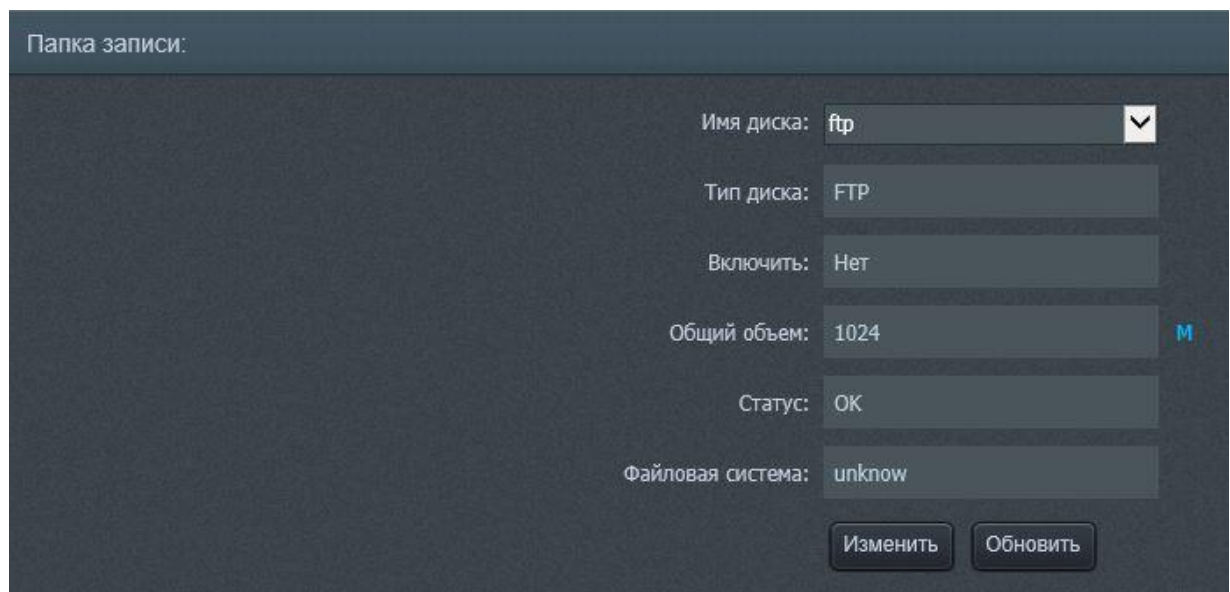 Папка записи:
Имя диска: ftp
Тип диска: FTP
Включить: Нет
Общий объем: 1024 M
Статус: OK
Файловая система: unknow
Изменить Обновить